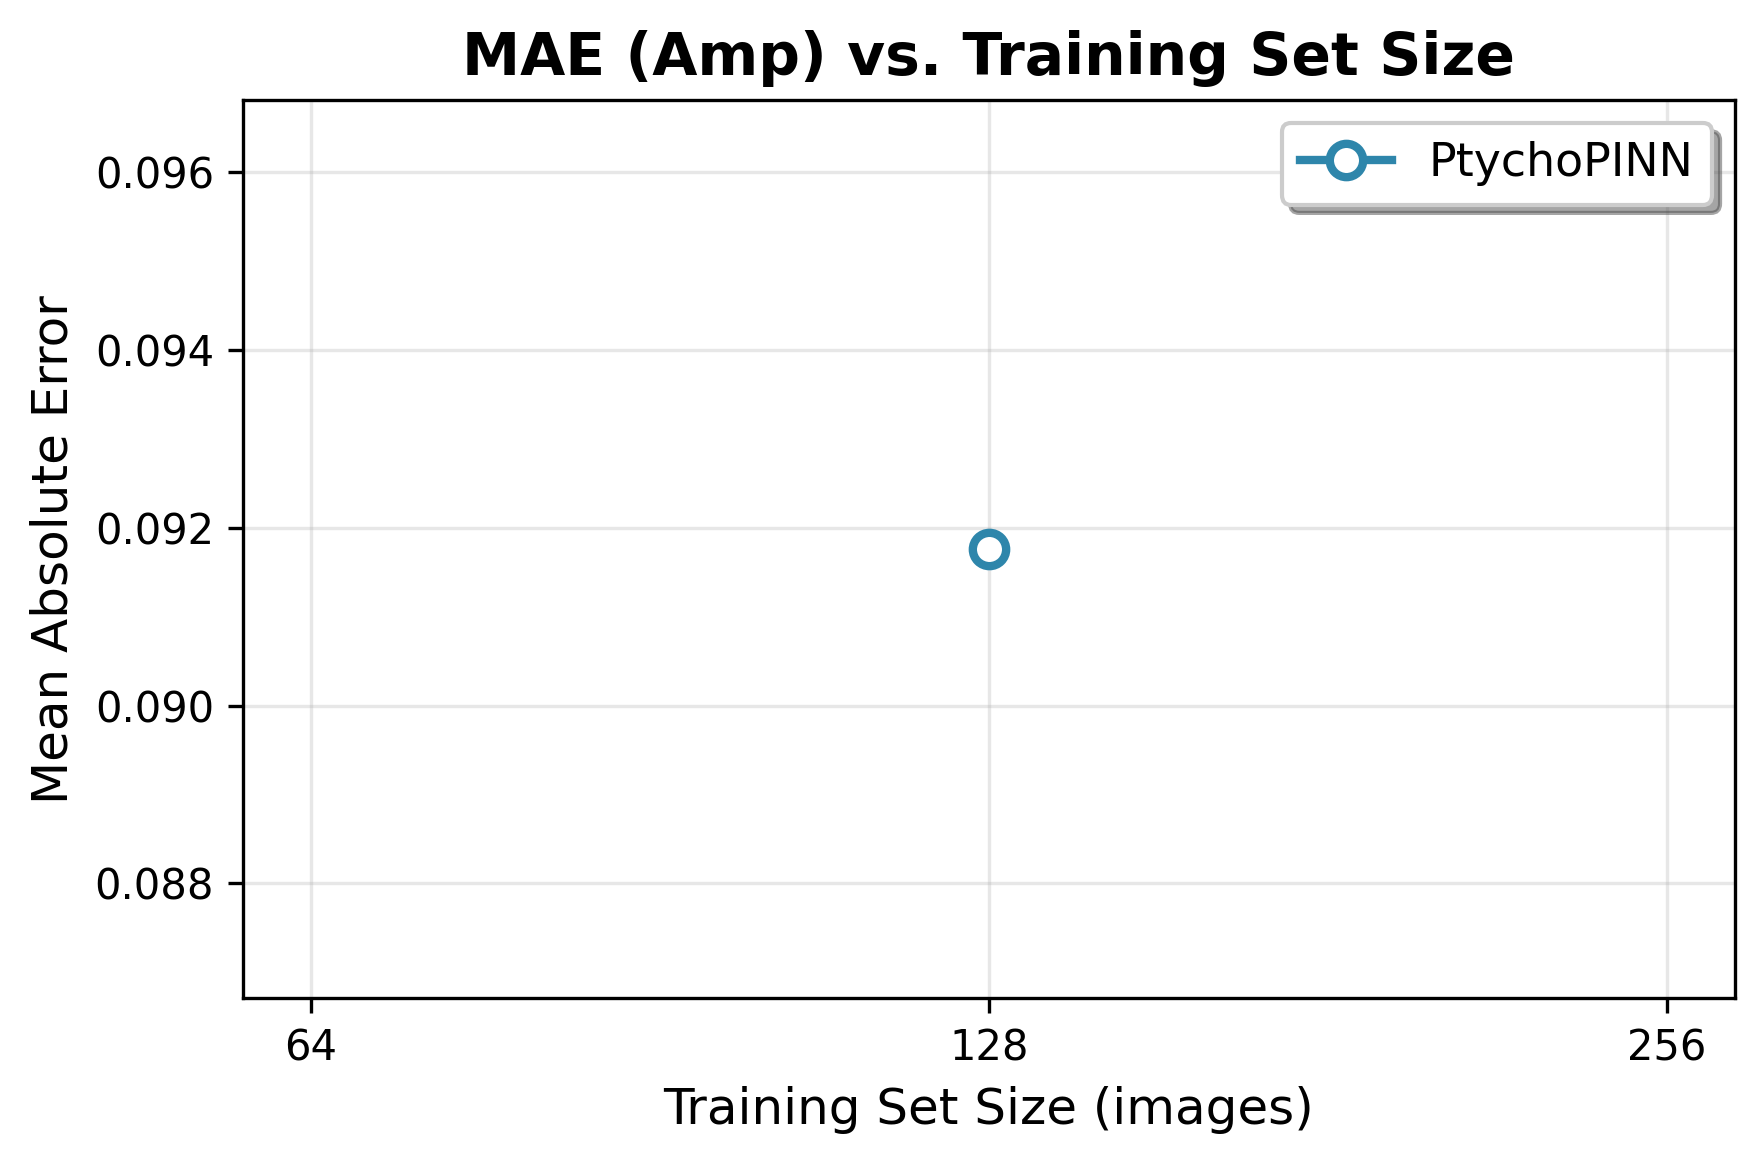 MAE (Amp) vs. Training Set Size
PtychoPINN
Mean Absolute Error
0.096
0.094
0.092
0.090
0.088
64 128 256
Training Set Size (images)